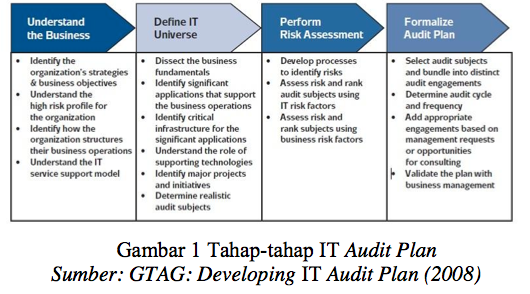 Understand
the Business
• Identify the
organization's strategies
& business objectives
• Understand the
high risk profile for
the organization
• Identify how the
organization structures
their business operations
• Understand the IT
service support model
Define IT
Universe
• Dissect the business
fundamentals
• Identify significant
applications that support
the business operations
• Identify critical
infrastructure for the
significant applications
• Understand the role of
supporting technologies
• Identify major projects
and initiatives
• Determine realistic
audit subjects
Perform
Risk Assessment
• Develop processes
to identify risks
• Assess risk and rank
audit subjects using
IT risk factors
• Assess risk and
rank subjects using
business risk factors
Formalize
Audit Plan
• Select audit subjects
and bundle into distinct
audit engagements
• Determine audit cycle
and frequency
• Add appropriate
engagements based on
management requests
or opportunities
for consulting
• Validate the plan with
business management
Gambar 1 Tahap-tahap IT Audit Plan
Sumber: GTAG: Developing IT Audit Plan (2008)